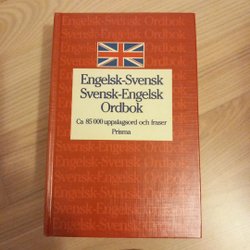 Engelsk-Svensk
Svensk-Engelsk
Ordbok
Ca 85 000 uppslagsord och fraser
Prisma